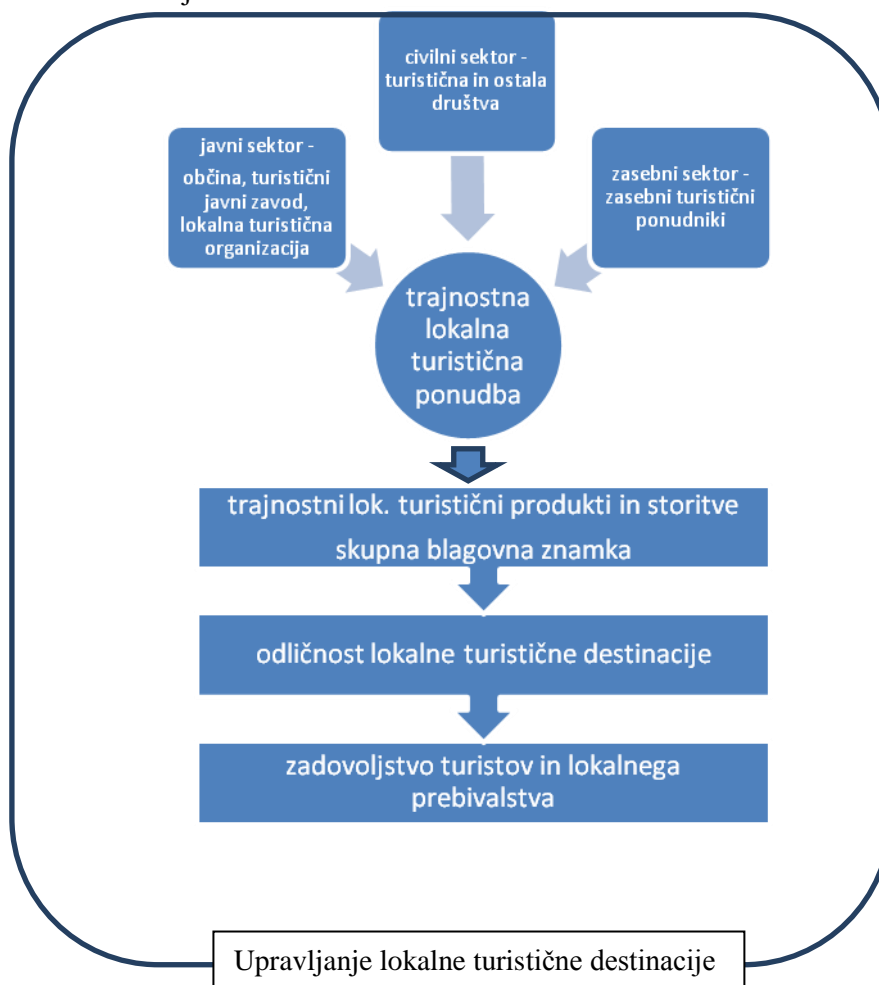 civilni sektor -
turistična in ostala
društva
javni sektor -
občina, turistični
javni zavod,
lokalna turistična
organizacija
zasebni sektor -
zasebni turistični
ponudniki
trajnostna
lokalna
turistična
ponudba
trajnostni lok. turistični produkti in storitve
skupna blagovna znamka
odličnost lokalne turistične destinacije
zadovoljstvo turistov in lokalnega
prebivalstva
Upravljanje lokalne turistične destinacije